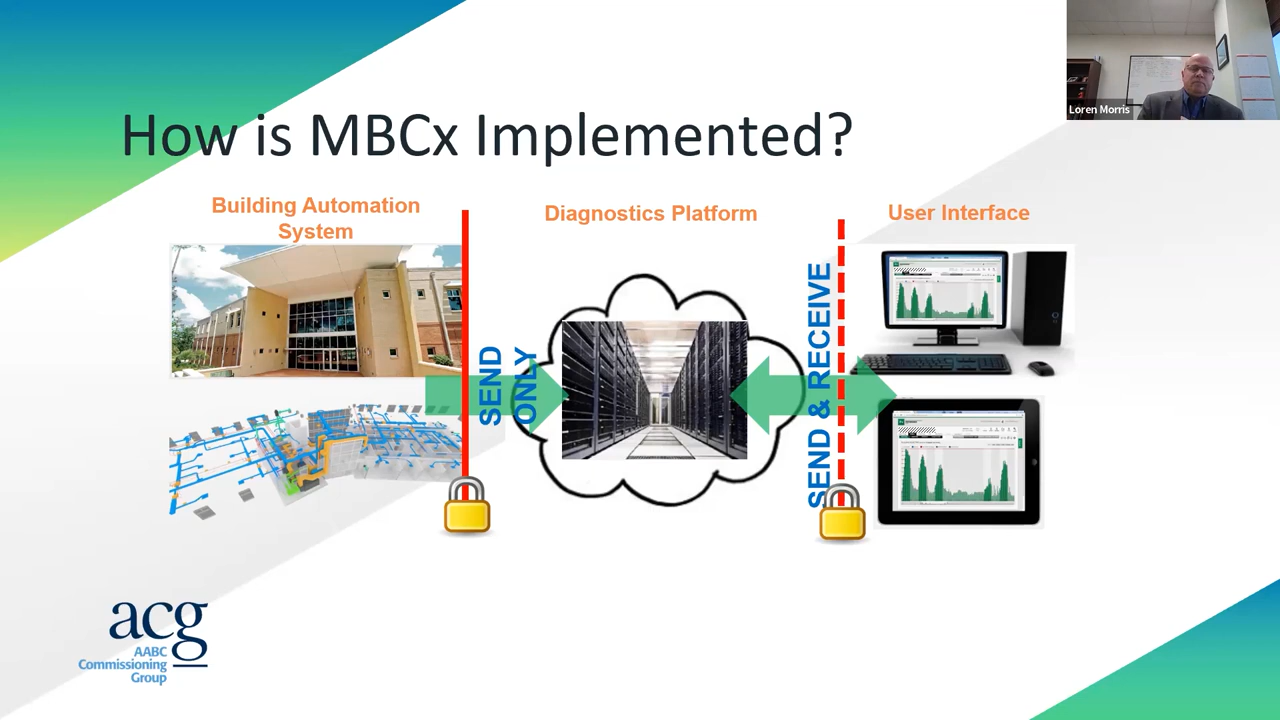 Loren Morris
How is MBCx Implemented?
Building Automation
System
Diagnostics Platform
User Interface
SEND
ONLY
SEND & RECEIVE
acg
AABC
Commissioning
Group